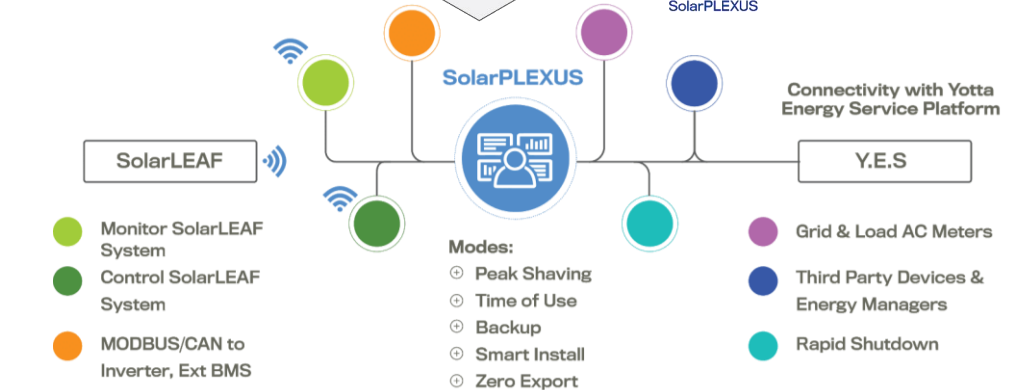 SolarPLEXUS
SolarPLEXUS
Connectivity with Yotta
Energy Service Platform
SolarLEAF
Y.E.S
Monitor SolarLEAF
System
Control SolarLEAF
System
MODBUS/CAN to
Inverter, Ext BMS
Modes:
Peak Shaving
Time of Use
Backup
Smart Install
Zero Export
Grid & Load AC Meters
Third Party Devices &
Energy Managers
Rapid Shutdown